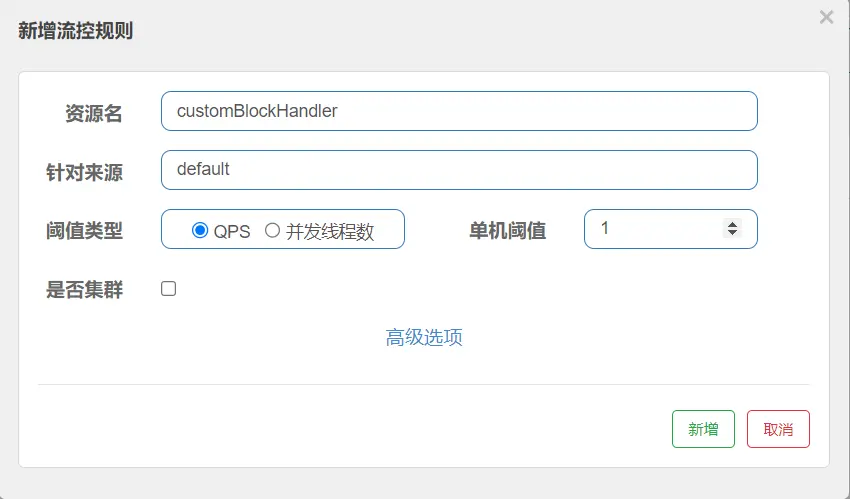 新增流控规则
×
资源名 customBlockHandler
针对来源 default
阈值类型 QPS 并发线程数 单机阈值 1
是否集群
高级选项
新增 取消